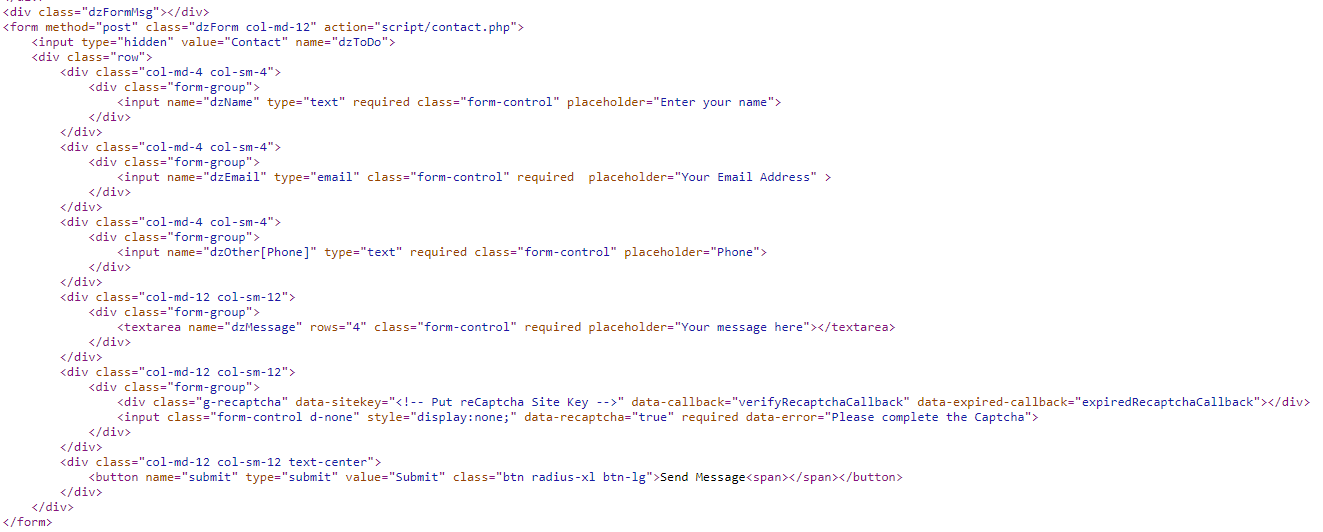 <div class="dzFormMsg"></div>
<form method="post" class="dzForm col-md-12" action="script/contact.php">
    <input type="hidden" value="Contact" name="dzToDo">
    <div class="row">
        <div class="col-md-4 col-sm-4">
            <div class="form-group">
                <input name="dzName" type="text" required class="form-control" placeholder="Enter your name">
            </div>
        </div>
        <div class="col-md-4 col-sm-4">
            <div class="form-group">
                <input name="dzEmail" type="email" class="form-control" required  placeholder="Your Email Address" >
            </div>
        </div>
        <div class="col-md-4 col-sm-4">
            <div class="form-group">
                <input name="dzOther[Phone]" type="text" required class="form-control" placeholder="Phone">
            </div>
        </div>
        <div class="col-md-12 col-sm-12">
            <div class="form-group">
                <textarea name="dzMessage" rows="4" class="form-control" required placeholder="Your message here"></textarea>
            </div>
        </div>
        <div class="col-md-12 col-sm-12">
            <div class="form-group">
                <div class="g-recaptcha" data-sitekey="<!-- Put reCaptcha Site Key -->" data-callback="verifyRecaptchaCallback" data-expired-callback="expiredRecaptchaCallback"></div>
                <input class="form-control d-none" style="display:none;" data-recaptcha="true" required data-error="Please complete the Captcha">
            </div>
        </div>
        <div class="col-md-12 col-sm-12 text-center">
            <button name="submit" type="submit" value="Submit" class="btn radius-xl btn-lg">Send Message<span></span></button>
        </div>
    </div>
</form>